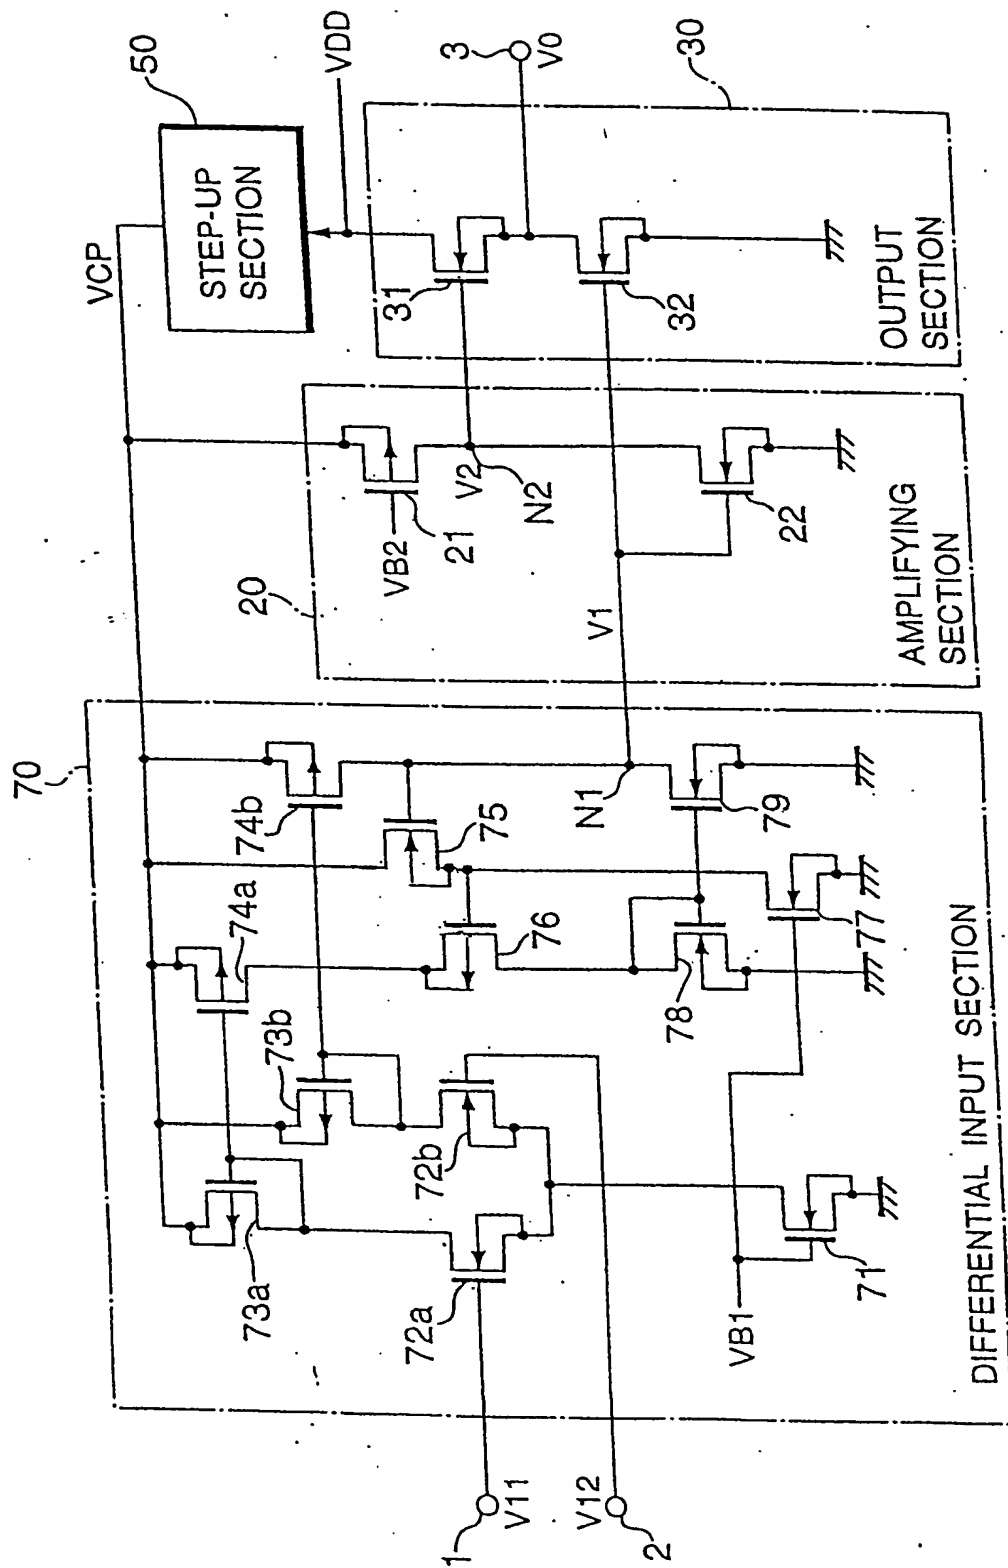 70
VCP
50
STEP-UP
SECTION
VDD
3
V0
30
20
74b
74a
73b
73a
75
76
VB2
21
V2
N2
31
32
V1
N1
22
72b
72a
78
79
77
71
VB1
1
V11
V12
2
DIFFERENTIAL INPUT SECTION
AMPLIFYING
SECTION
OUTPUT
SECTION